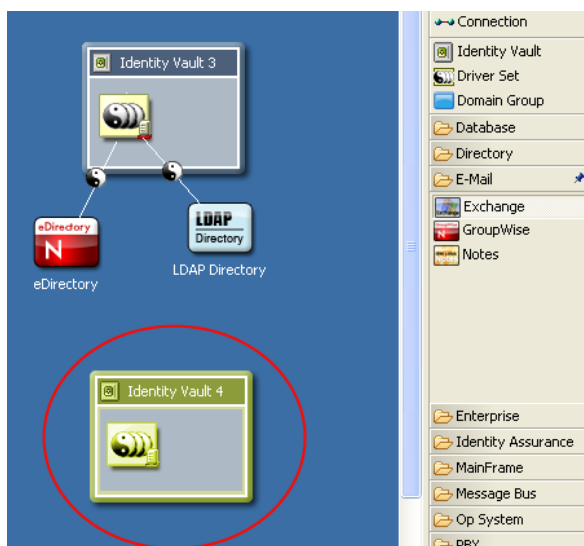 Identity Vault 3
eDirectory
N
eDirectory
LDAP
Directory
LDAP Directory
Identity Vault 4
Connection
Identity Vault
Driver Set
Domain Group
Database
Directory
E-Mail
Exchange
GroupWise
Notes
Enterprise
Identity Assurance
MainFrame
Message Bus
Op System
PBX